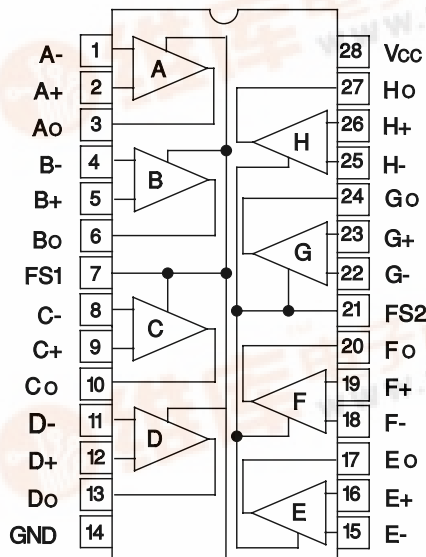 A- 1
A+ 2
Ao 3
B- 4
B+ 5
Bo 6
FS1 7
C- 8
C+ 9
Co 10
D- 11
D+ 12
Do 13
GND 14
A
B
C
D
H
G
F
E
28 Vcc
27 Ho
26 H+
25 H-
24 Go
23 G+
22 G-
21 FS2
20 Fo
19 F+
18 F-
17 Eo
16 E+
15 E-